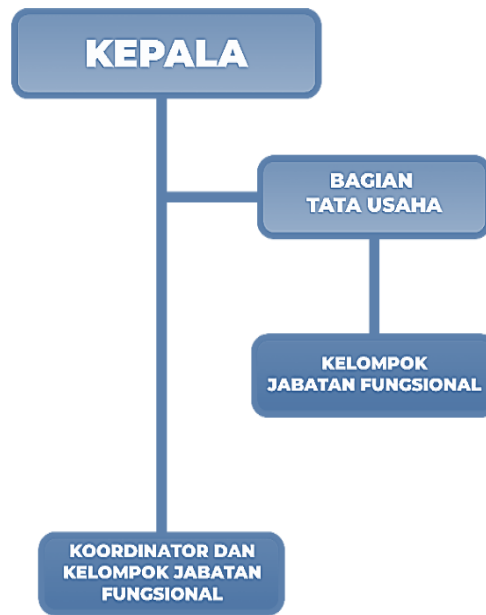 KEPALA
BAGIAN
TATA USAHA
KELOMPOK
JABATAN FUNGSIONAL
KOORDINATOR DAN
KELOMPOK JABATAN
FUNGSIONAL